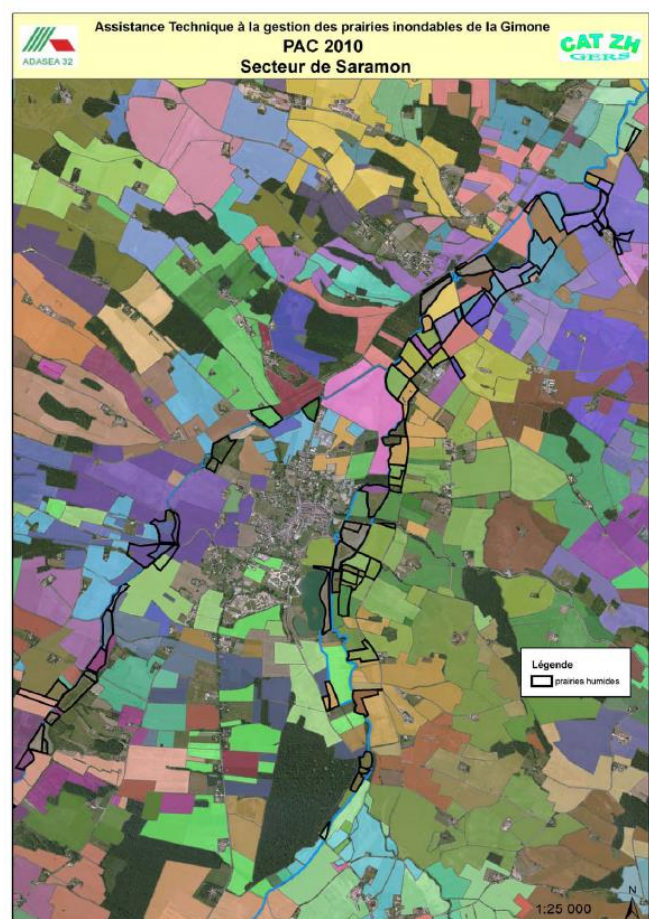 Assistance Technique à la gestion des prairies inondables de la Gimone
PAC 2010
Secteur de Saramon
ADASEA 32
CAT ZH
GERS
Légende
prairies humides
N
1:25 000